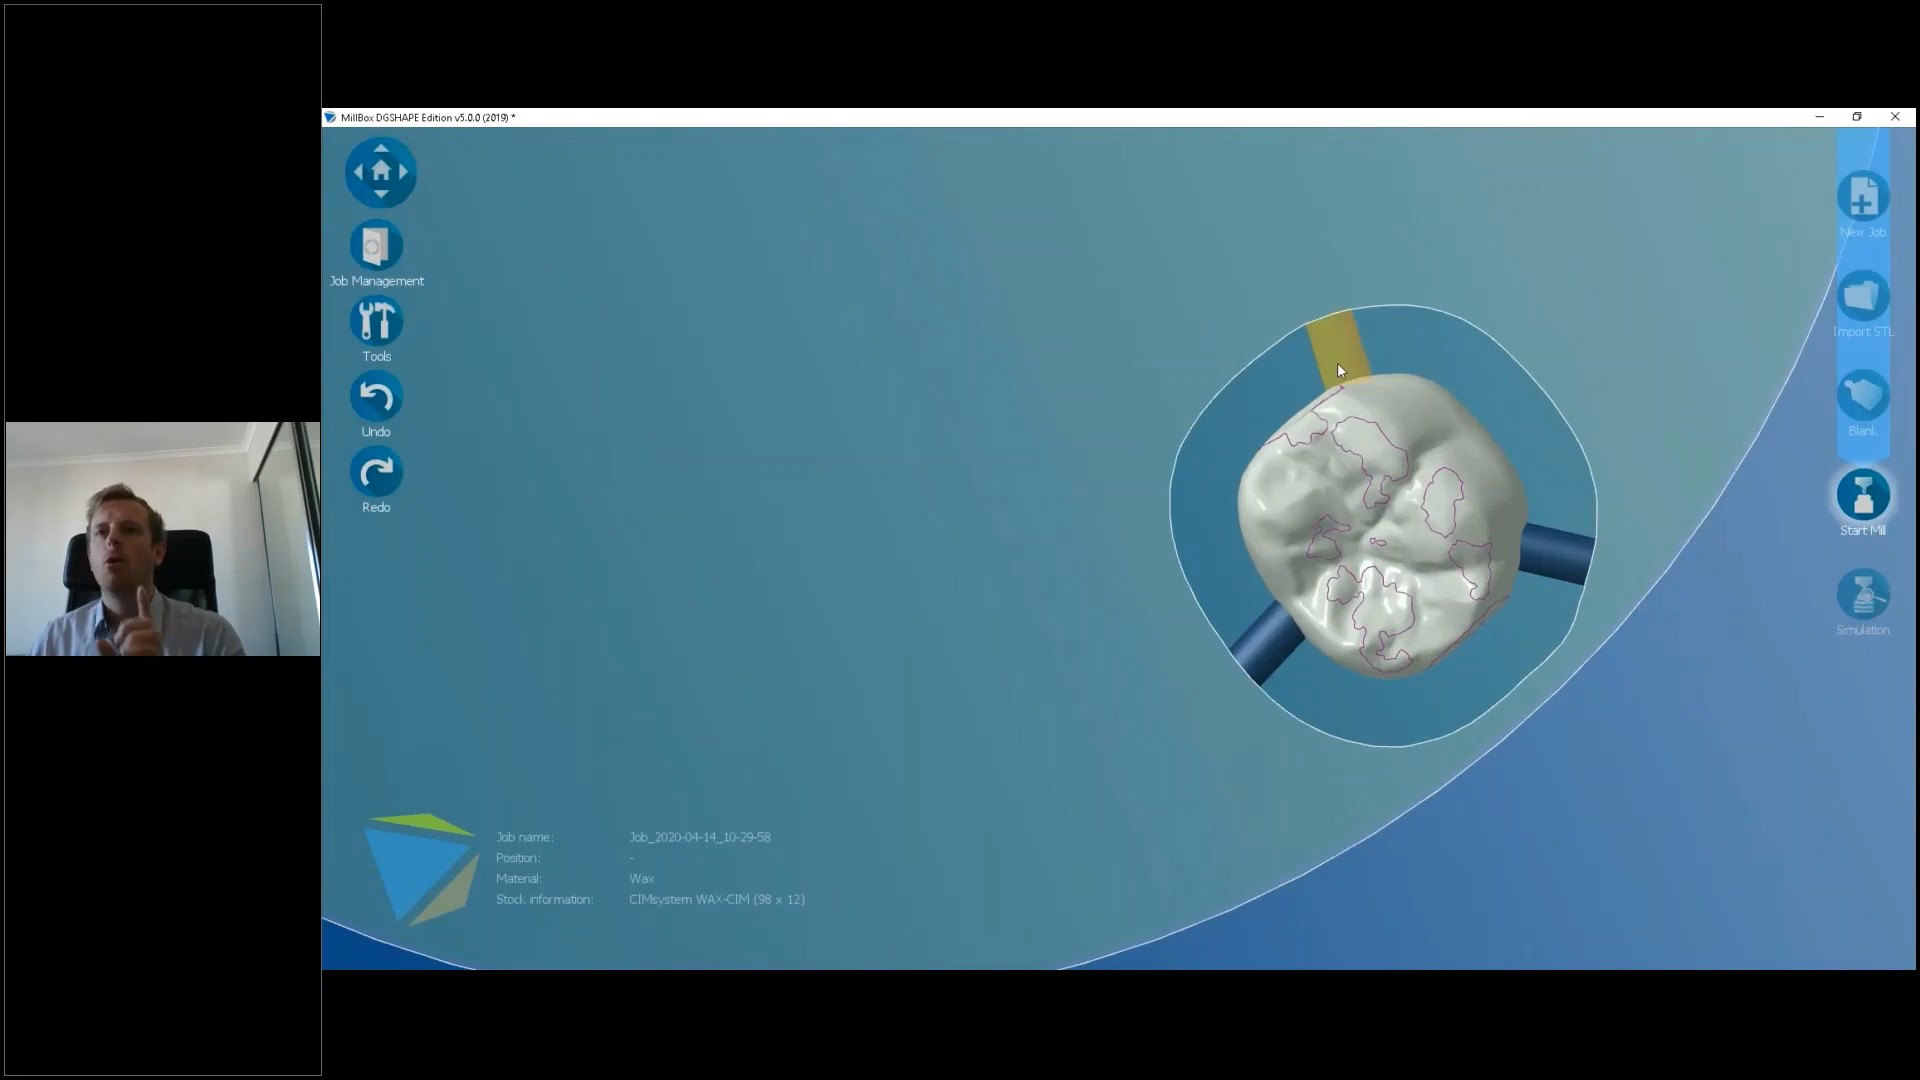 MillBox DGSHAPE Edition v5.0.0 (2019) *
Job Management
Tools
Undo
Redo
New Job
Import STL
Blank
Start Mill
Simulation
Job name: Job_2020-04-14_10-29-58
Position: -
Material: Wax
Stock information: CIMsystem WAX-CIM (98 x 12)